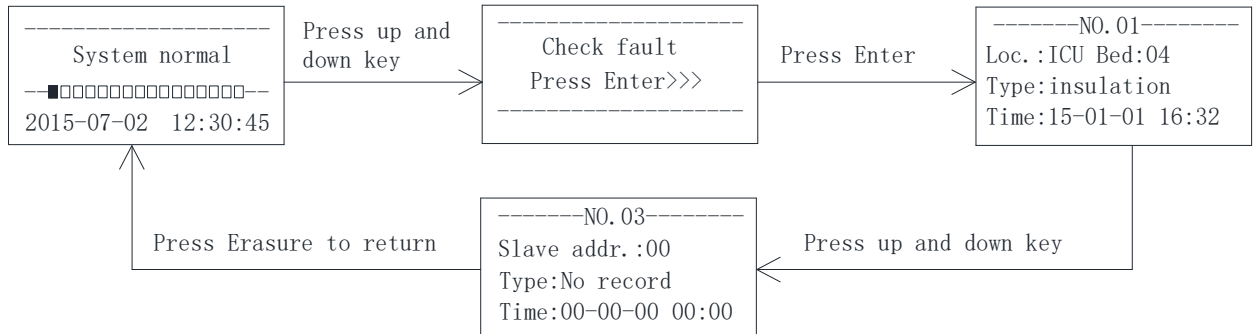 System normal
2015-07-02 12:30:45
Press up and
down key
Check fault
Press Enter>>>
Press Enter
-------NO.01--------
Loc.:ICU Bed:04
Type:insulation
Time:15-01-01 16:32
Press up and down key
-------NO.03--------
Slave addr.:00
Type:No record
Time:00-00-00 00:00
Press Erasure to return